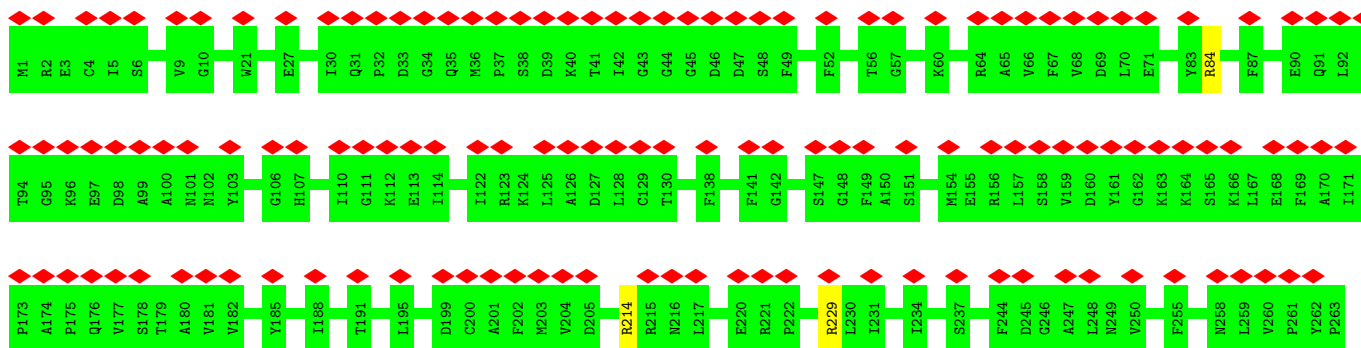 M1 R2 E3 C4 I5 S6 V9 G10 W21 E27 I30 Q31 P32 D33 G34 Q35 M36 P37 S38 D39 K40 T41 I42 G43 G44 G45 D46 D47 S48 F49 F52 T56 G57 K60 R64 A65 V66 F67 V68 D69 L70 E71 Y83 R84 F87 E90 Q91 L92
T94 G95 K96 E97 D98 A99 A100 N101 N102 Y103 G106 H107 I110 G111 K112 E113 I114 I122 R123 K124 L125 A126 D127 L128 C129 T130 F138 F141 G142 S147 G148 F149 A150 S151 M154 E155 R156 L157 S158 V159 D160 Y161 G162 K163 K164 S165 K166 L167 E168 F169 A170 I171
P173 A174 P175 Q176 V177 S178 T179 A180 V181 V182 Y185 I188 T191 L195 D199 C200 A201 F202 M203 V204 D205 R214 R215 N216 L217 E220 R221 P222 R229 L230 I231 I234 S237 F244 D245 G246 A247 L248 N249 V250 F255 N258 L259 V260 P261 Y262 P263